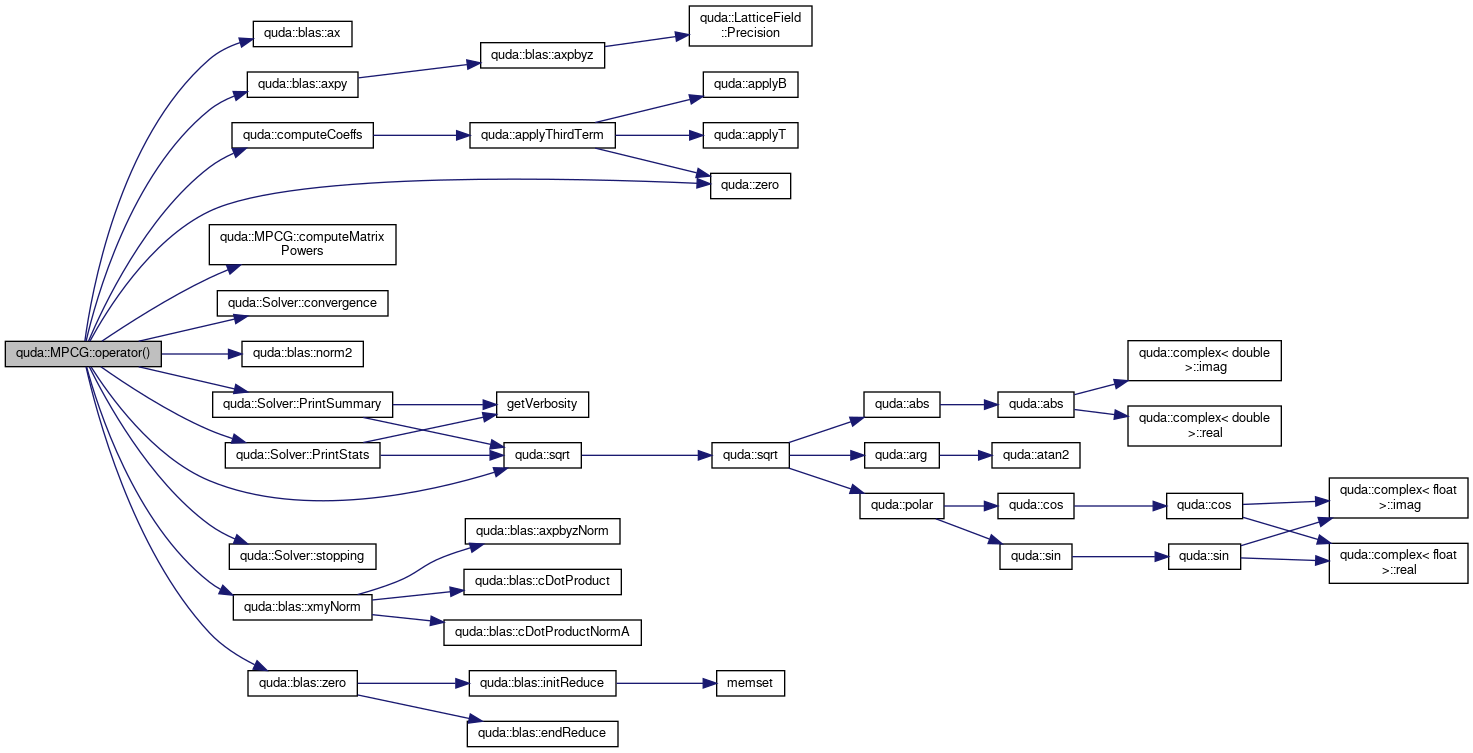 quda::MPCG::operator()
quda::blas::ax
quda::blas::axpy
quda::blas::axpbyz
quda::LatticeField
::Precision
quda::computeCoeffs
quda::applyThirdTerm
quda::applyB
quda::applyT
quda::zero
quda::MPCG::computeMatrix
Powers
quda::Solver::convergence
quda::blas::norm2
quda::Solver::PrintSummary
getVerbosity
quda::Solver::PrintStats
quda::sqrt
quda::sqrt
quda::abs
quda::abs
quda::complex< double
>::imag
quda::complex< double
>::real
quda::arg
quda::atan2
quda::polar
quda::cos
quda::cos
quda::complex< float
>::imag
quda::sin
quda::sin
quda::complex< float
>::real
quda::Solver::stopping
quda::blas::xmyNorm
quda::blas::axpbyzNorm
quda::blas::cDotProduct
quda::blas::cDotProductNormA
quda::blas::zero
quda::blas::initReduce
memset
quda::blas::endReduce